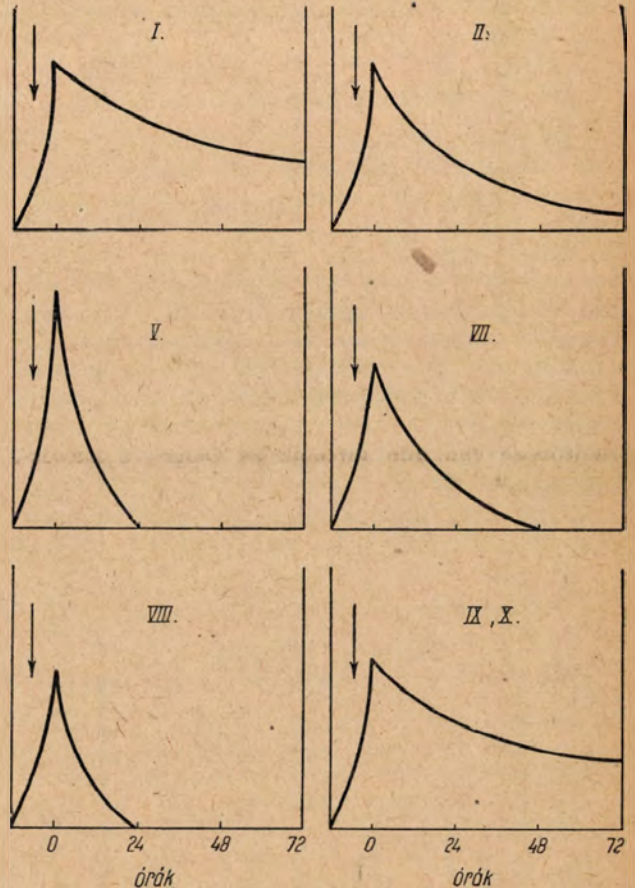 I. II.
V. VII.
VIII. IX, X.
0 24 48 72 0 24 48 72
órák órák